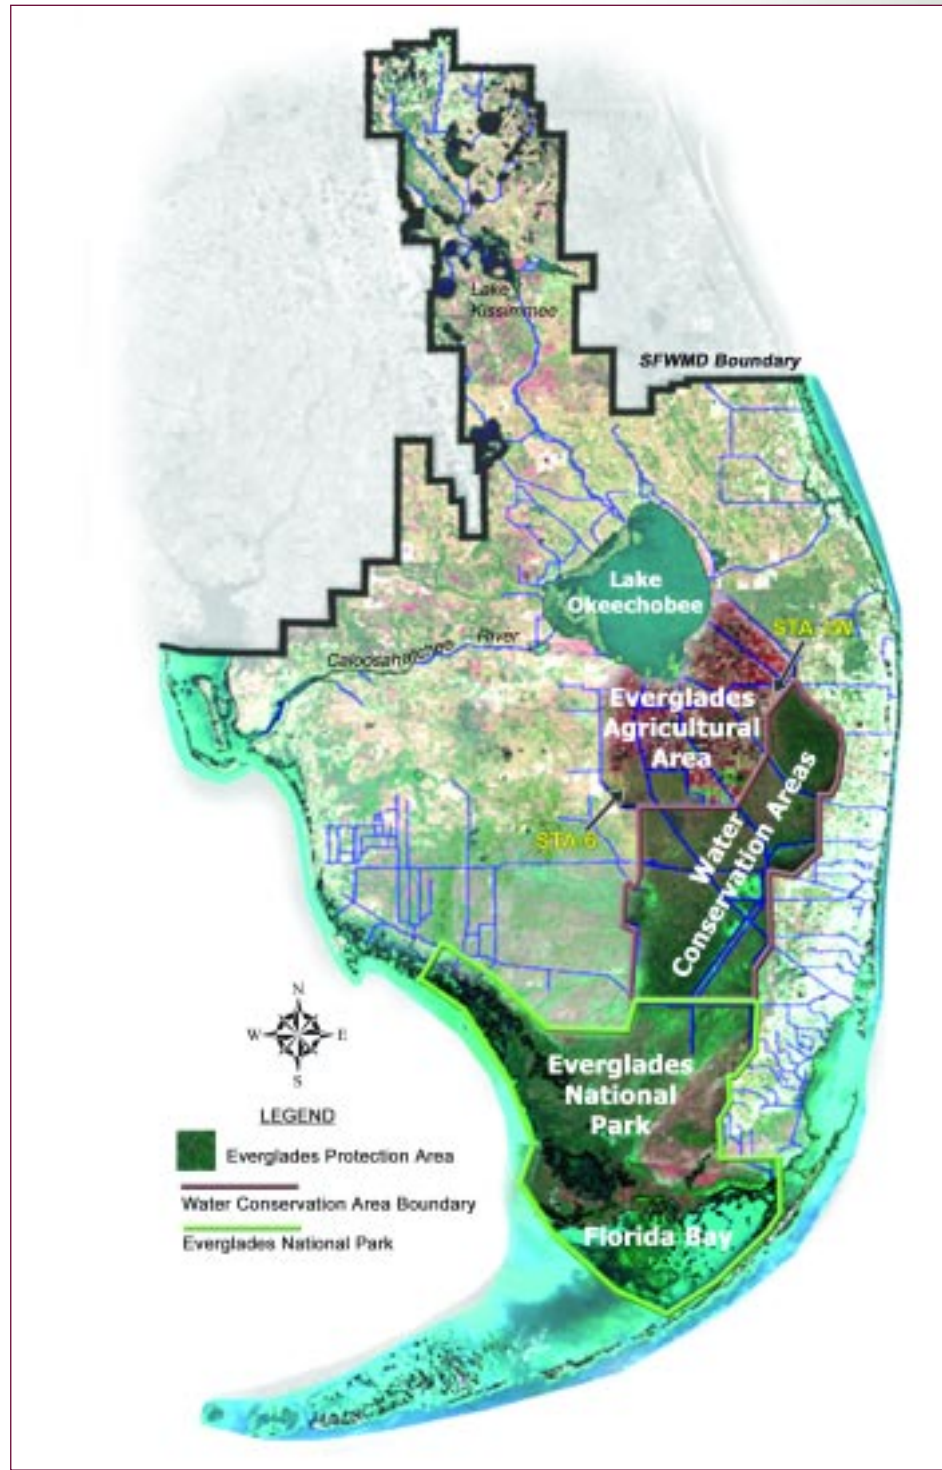 Lake
Kissimmee
SFWMD Boundary
Lake
Okeechobee
STA 1W
Caloosahatchee River
Everglades
Agricultural
Area
STA 6
Water
Conservation Areas
N
W E
S
Everglades
National
Park
LEGEND
Everglades Protection Area
Water Conservation Area Boundary
Everglades National Park
Florida Bay